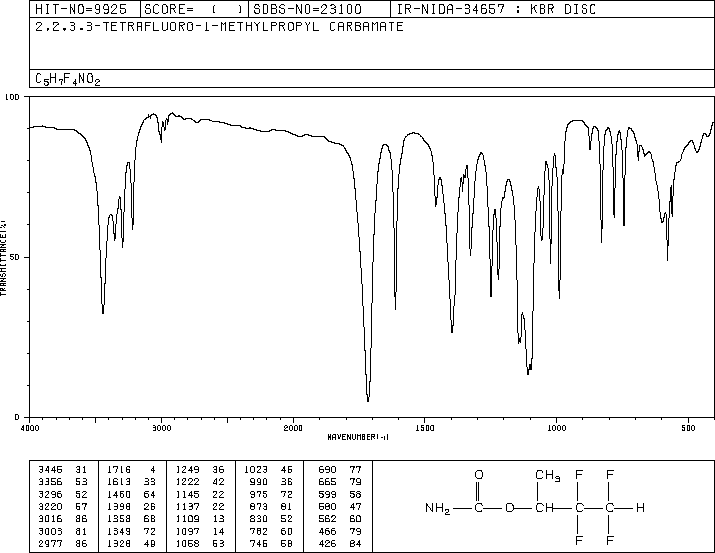 HIT-NO=9925 SCORE= ( ) SDBS-NO=23100 IR-NIDA-34657 : KBR DISC
2,2,3,3-TETRAFLUORO-1-METHYLPROPYL CARBAMATE
C5H7F4NO2
100
50
0
TRANSMITTANCE(%)
4000 3000 2000 1500 1000 500
WAVENUMBER(-1)
3445 31 1716 4 1249 36 1023 46 690 77
3356 53 1613 33 1222 42 990 36 665 79
3296 52 1460 64 1145 22 975 72 599 58
3220 57 1398 26 1137 22 873 81 580 47
3016 86 1358 68 1109 13 830 52 562 60
3003 81 1349 72 1097 14 782 60 466 79
2977 86 1328 49 1058 53 746 58 426 84
O CH3 F F
NH2 C O CH C C H
F F